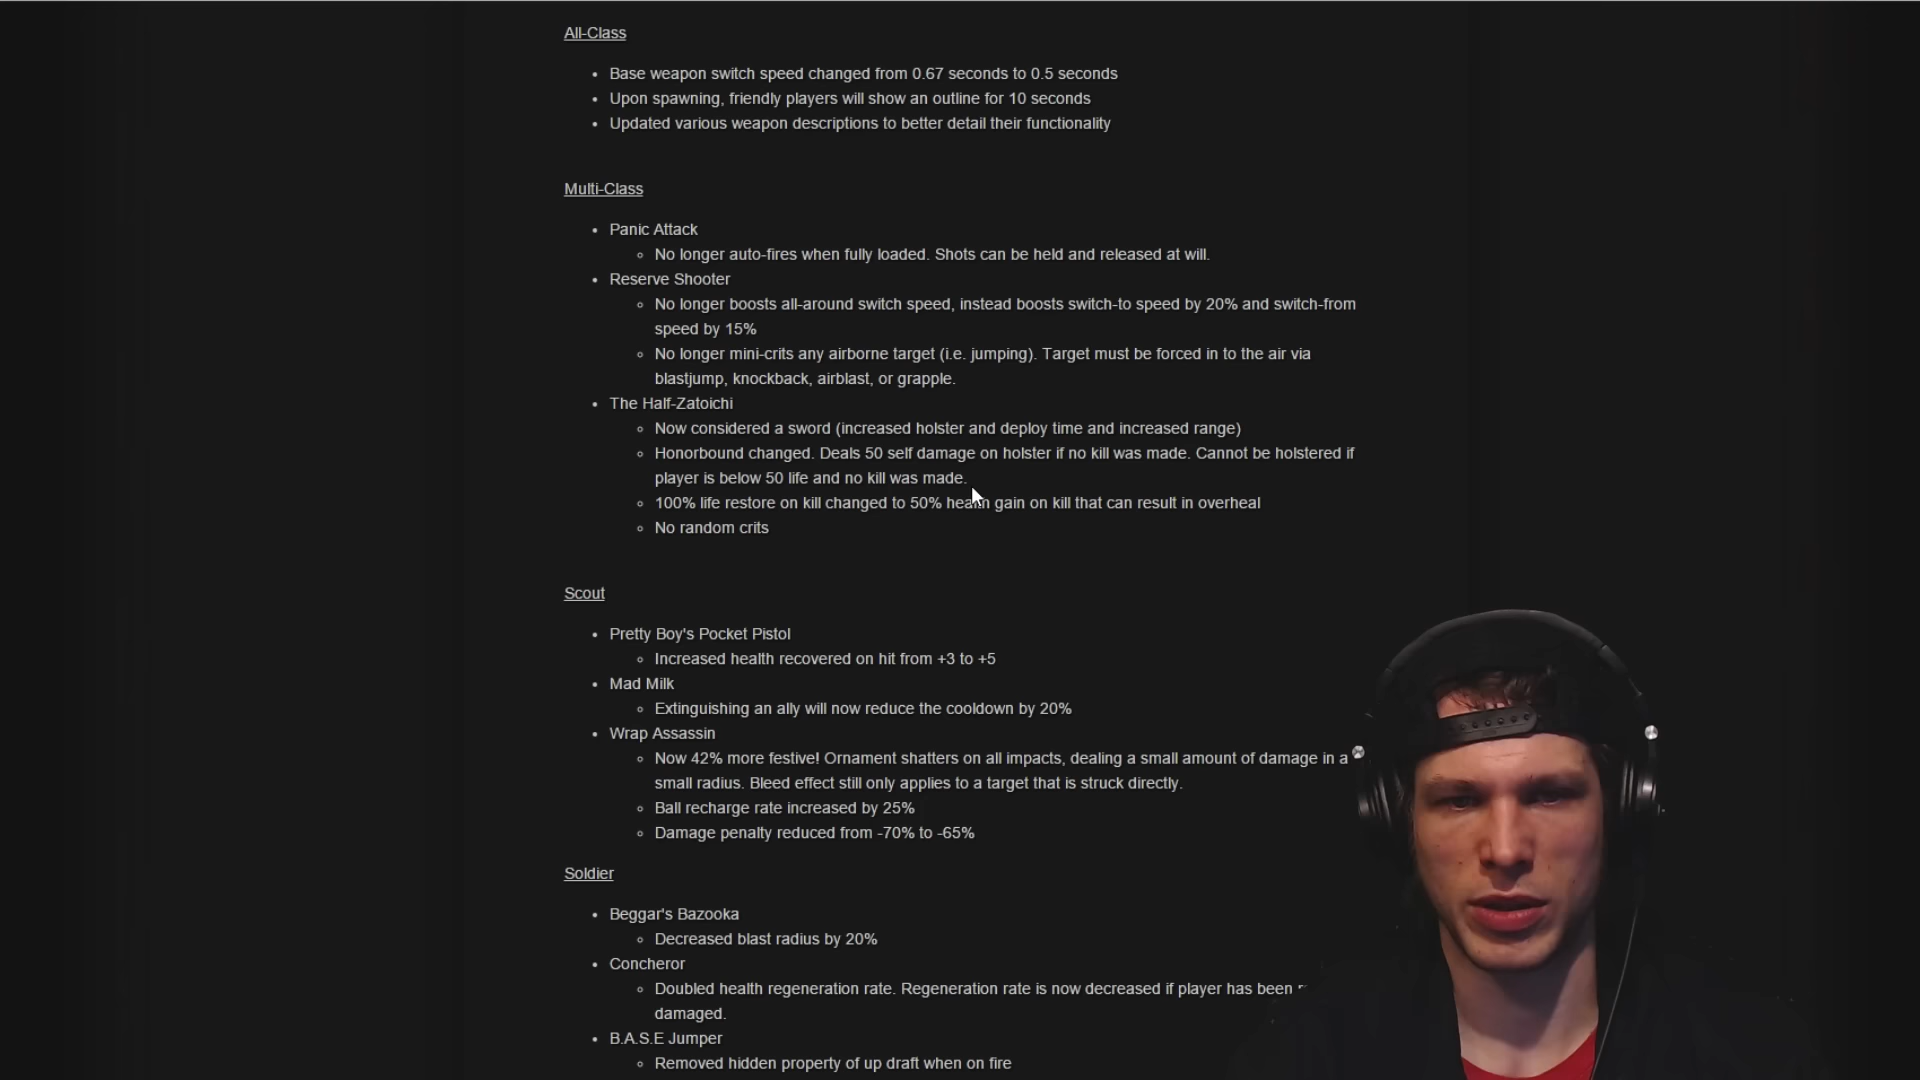 All-Class
Base weapon switch speed changed from 0.67 seconds to 0.5 seconds
Upon spawning, friendly players will show an outline for 10 seconds
Updated various weapon descriptions to better detail their functionality
Multi-Class
Panic Attack
No longer auto-fires when fully loaded. Shots can be held and released at will.
Reserve Shooter
No longer boosts all-around switch speed, instead boosts switch-to speed by 20% and switch-from
speed by 15%
No longer mini-crits any airborne target (i.e. jumping). Target must be forced in to the air via
blastjump, knockback, airblast, or grapple.
The Half-Zatoichi
Now considered a sword (increased holster and deploy time and increased range)
Honorbound changed. Deals 50 self damage on holster if no kill was made. Cannot be holstered if
player is below 50 life and no kill was made.
100% life restore on kill changed to 50% health gain on kill that can result in overheal
No random crits
Scout
Pretty Boy's Pocket Pistol
Increased health recovered on hit from +3 to +5
Mad Milk
Extinguishing an ally will now reduce the cooldown by 20%
Wrap Assassin
Now 42% more festive! Ornament shatters on all impacts, dealing a small amount of damage in a
small radius. Bleed effect still only applies to a target that is struck directly.
Ball recharge rate increased by 25%
Damage penalty reduced from -70% to -65%
Soldier
Beggar's Bazooka
Decreased blast radius by 20%
Concheror
Doubled health regeneration rate. Regeneration rate is now decreased if player has been
damaged.
B.A.S.E Jumper
Removed hidden property of up draft when on fire